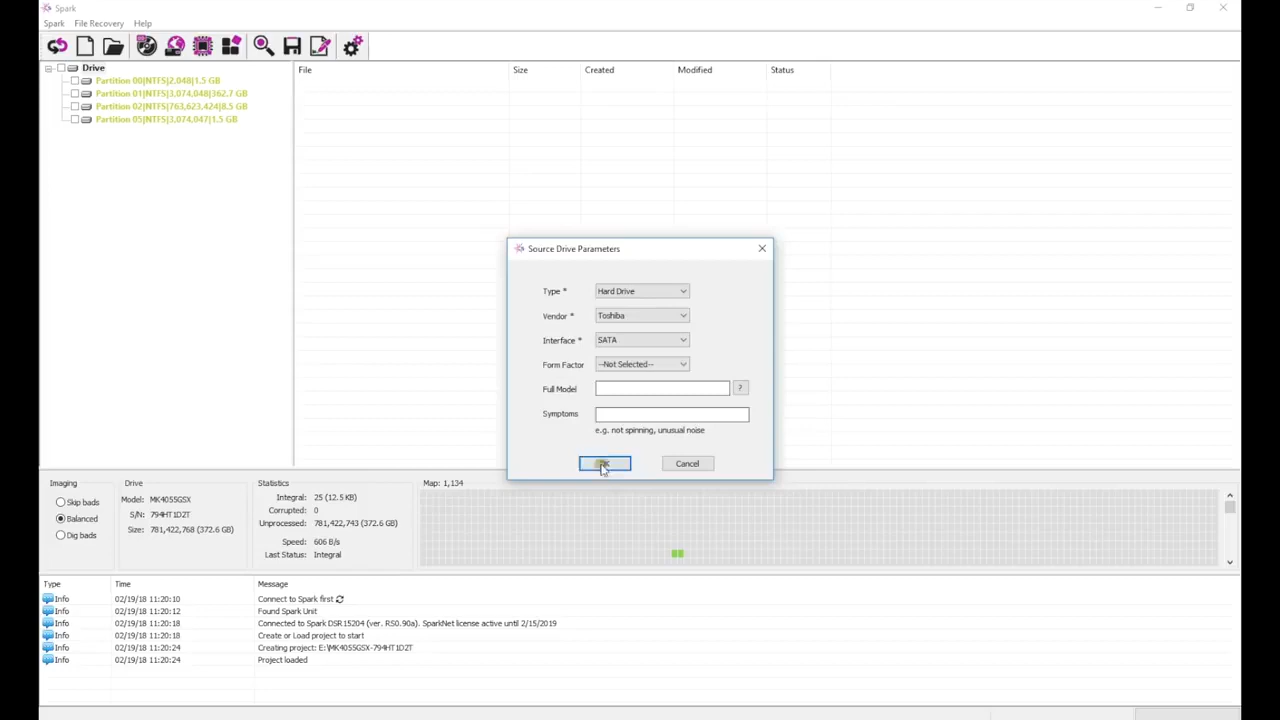 Spark
Spark File Recovery Help
Drive
Partition 00|NTFS|2,048|1.5 GB
Partition 01|NTFS|3,074,048|362.7 GB
Partition 02|NTFS|763,623,424|8.5 GB
Partition 05|NTFS|3,074,047|1.5 GB
File Size Created Modified Status
Source Drive Parameters
Type * Hard Drive
Vendor * Toshiba
Interface * SATA
Form Factor --Not Selected--
Full Model ?
Symptoms
e.g. not spinning, unusual noise
Cancel
Imaging
Skip bads
Balanced
Dig bads
Drive
Model: MK4055GSX
S/N: 794HT1D2T
Size: 781,422,768 (372.6 GB)
Statistics
Integral: 25 (12.5 KB)
Corrupted: 0
Unprocessed: 781,422,743 (372.6 GB)
Speed: 606 B/s
Last Status: Integral
Map: 1,134
Type Time Message
Info 02/19/18 11:20:10 Connect to Spark first
Info 02/19/18 11:20:12 Found Spark Unit
Info 02/19/18 11:20:18 Connected to Spark DSR15204 (ver. RS0.90a). SparkNet license active until 2/15/2019
Info 02/19/18 11:20:18 Create or Load project to start
Info 02/19/18 11:20:24 Creating project: E:\MK4055GSX-794HT1D2T
Info 02/19/18 11:20:24 Project loaded